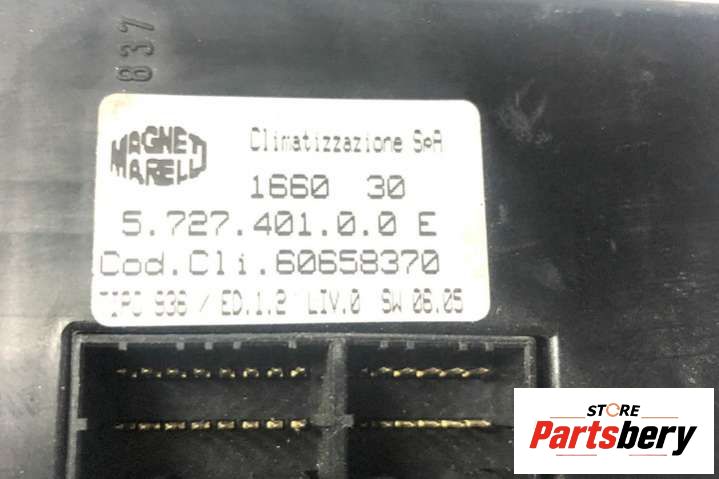 837
MAGNETI
MARELLI
Climatizzazione SpA
1660 30
5.727.401.0.0 E
Cod.Cli.60658370
TIPO 936 / ED.1.2 LIV.0 SW 06.05
STORE
Partsbery